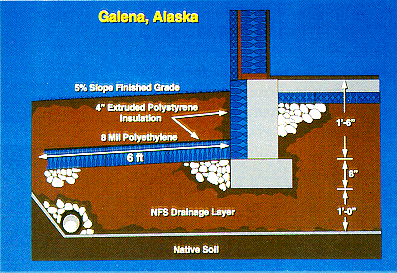 Galena, Alaska
5% Slope Finished Grade
4" Extruded Polystyrene
Insulation
8 Mil Polyethylene
6 ft
1'-6"
6"
1'-0"
NFS Drainage Layer
Native Soil